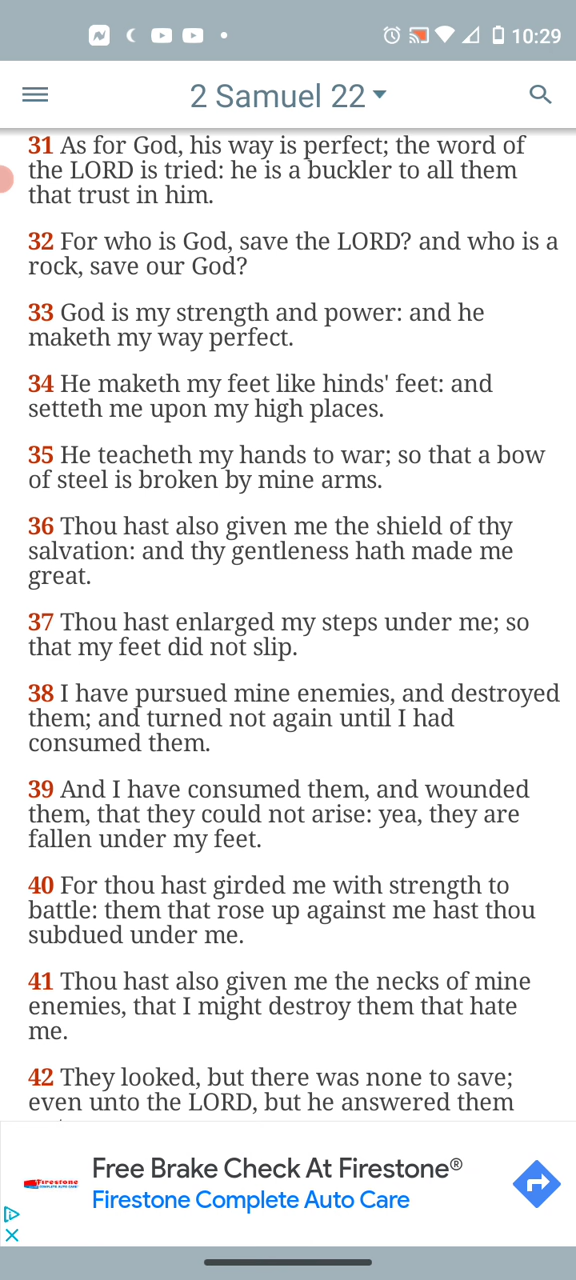 10:29
2 Samuel 22
31 As for God, his way is perfect; the word of
the LORD is tried: he is a buckler to all them
that trust in him.
32 For who is God, save the LORD? and who is a
rock, save our God?
33 God is my strength and power: and he
maketh my way perfect.
34 He maketh my feet like hinds' feet: and
setteth me upon my high places.
35 He teacheth my hands to war; so that a bow
of steel is broken by mine arms.
36 Thou hast also given me the shield of thy
salvation: and thy gentleness hath made me
great.
37 Thou hast enlarged my steps under me; so
that my feet did not slip.
38 I have pursued mine enemies, and destroyed
them; and turned not again until I had
consumed them.
39 And I have consumed them, and wounded
them, that they could not arise: yea, they are
fallen under my feet.
40 For thou hast girded me with strength to
battle: them that rose up against me hast thou
subdued under me.
41 Thou hast also given me the necks of mine
enemies, that I might destroy them that hate
me.
42 They looked, but there was none to save;
even unto the LORD, but he answered them
Firestone
COMPLETE AUTO CARE
Free Brake Check At Firestone®
Firestone Complete Auto Care